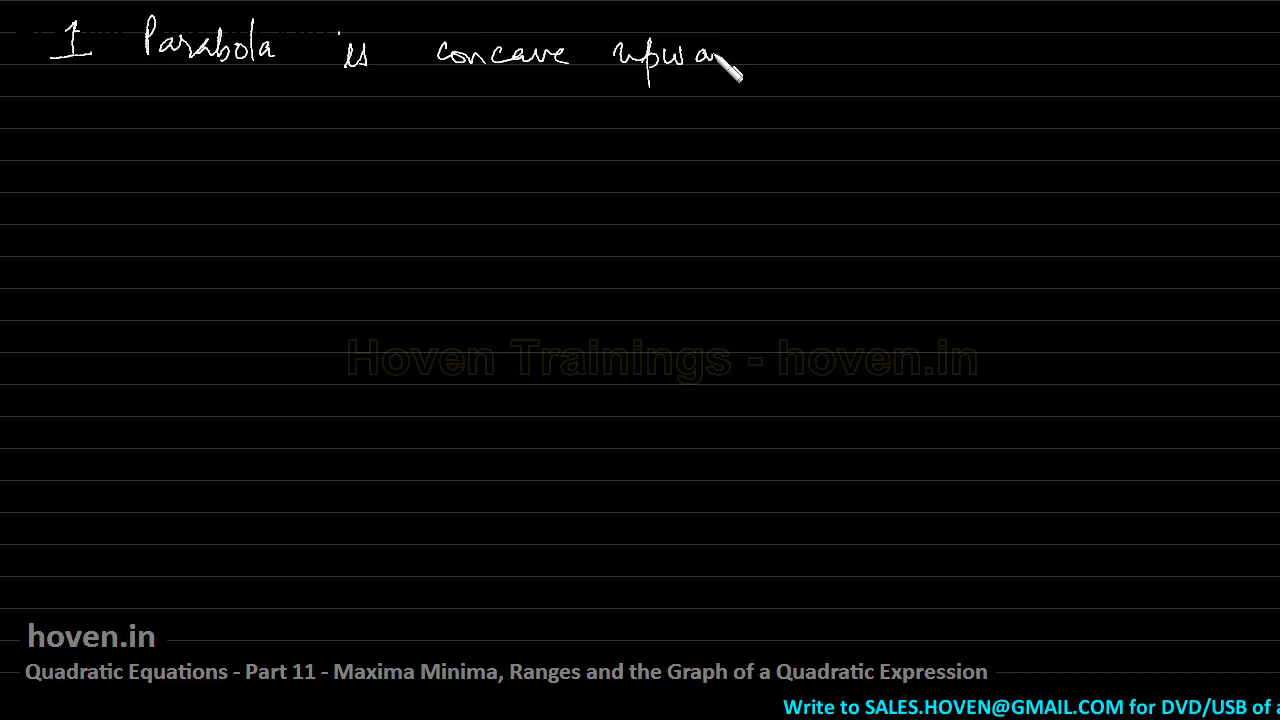 1 Parabola is concave upwa
Hoven Trainings - hoven.in
hoven.in
Quadratic Equations - Part 11 - Maxima Minima, Ranges and the Graph of a Quadratic Expression
Write to SALES.HOVEN@GMAIL.COM for DVD/USB of a